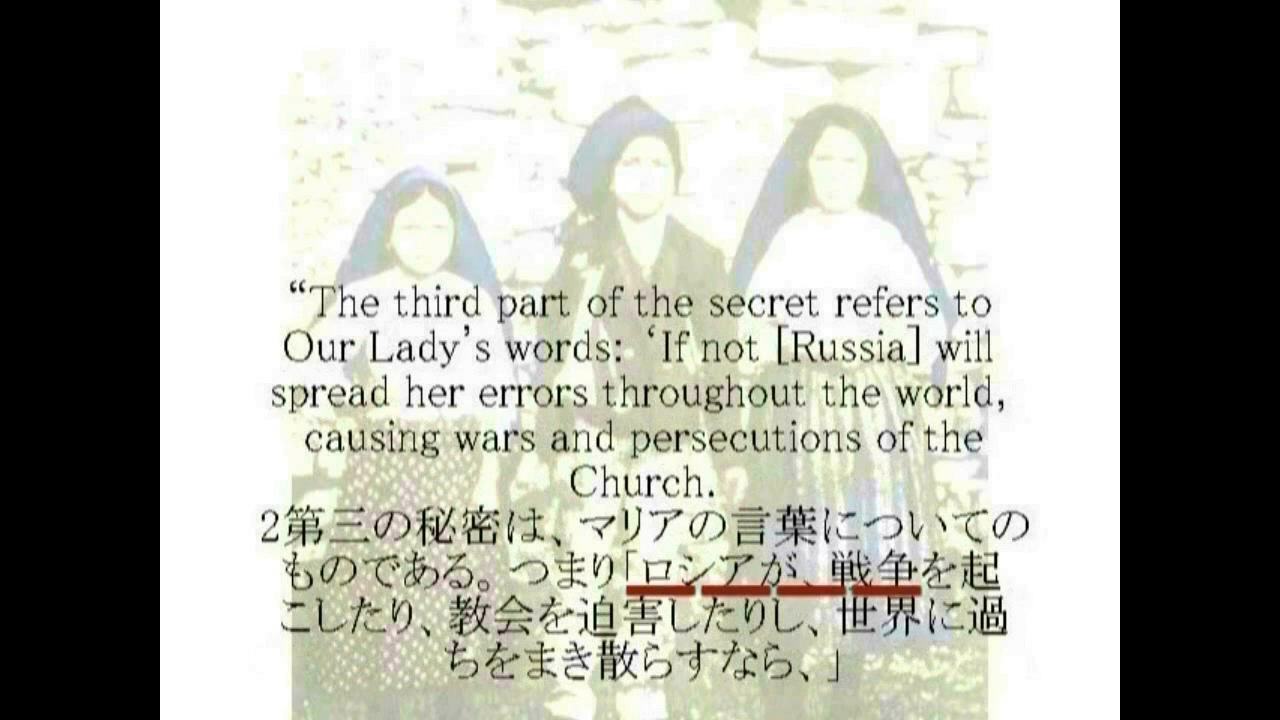 “The third part of the secret refers to
Our Lady’s words: ‘If not [Russia] will
spread her errors throughout the world,
causing wars and persecutions of the
Church.
2第三の秘密は、マリアの言葉についての
ものである。つまり「ロシアが、戦争を起
こしたり、教会を迫害したりし、世界に過
ちをまき散らすなら、」